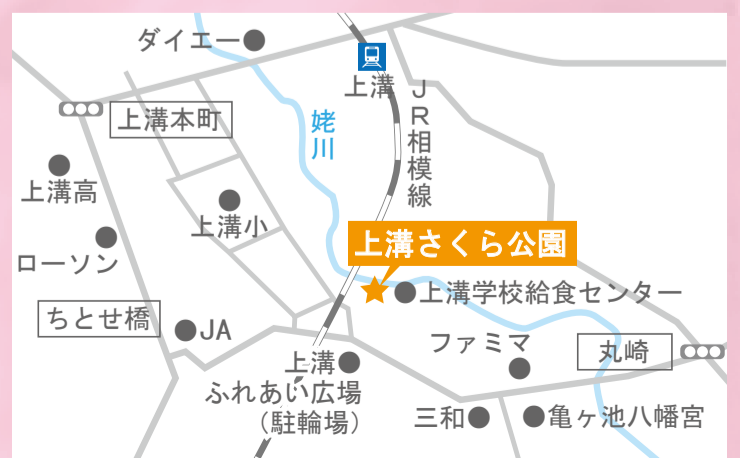 ダイエー
上溝
JR相模線
上溝本町
姥川
上溝高
上溝小
ローソン
上溝さくら公園
上溝学校給食センター
ちとせ橋
JA
ファミマ
丸崎
上溝
ふれあい広場
（駐輪場）
三和
亀ヶ池八幡宮